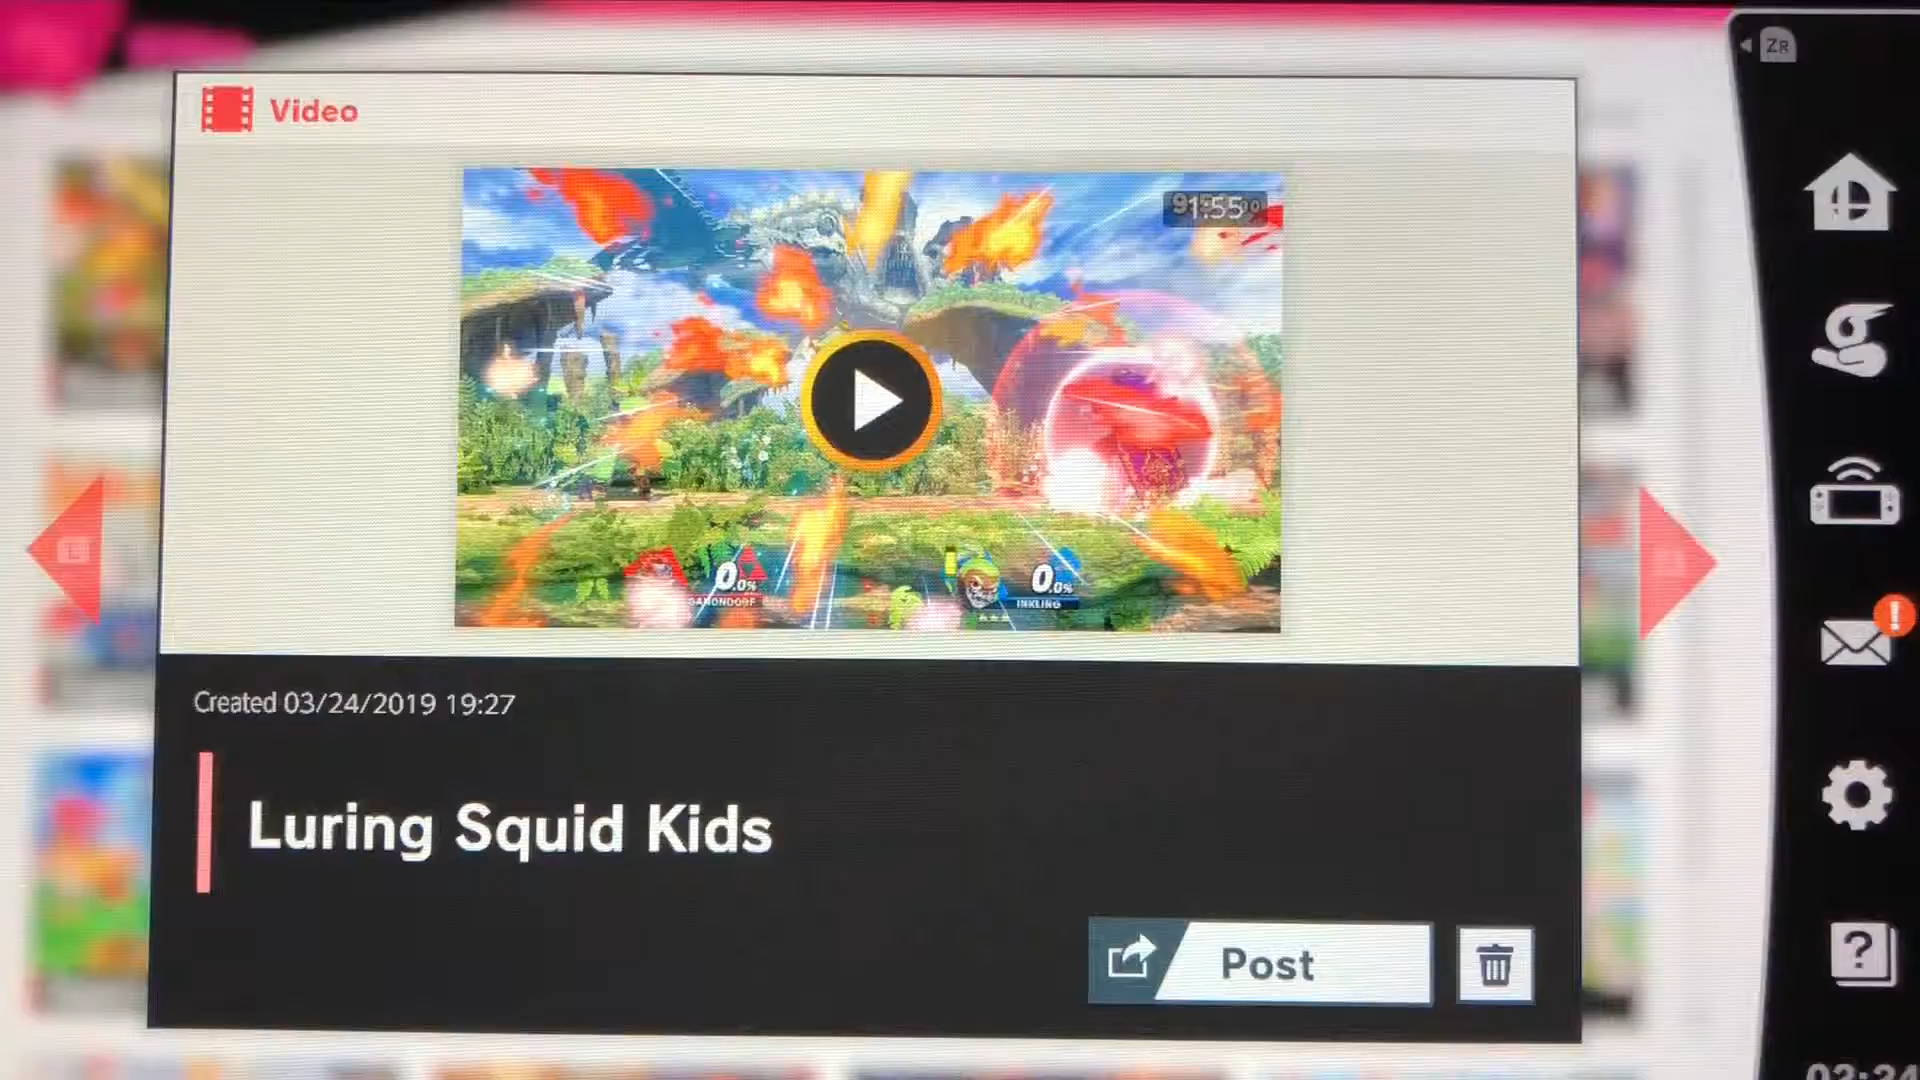 ZR
Video
91:55
0.0%
GANONDORF
0.0%
INKLING
L
!
Created 03/24/2019 19:27
Luring Squid Kids
Post
?